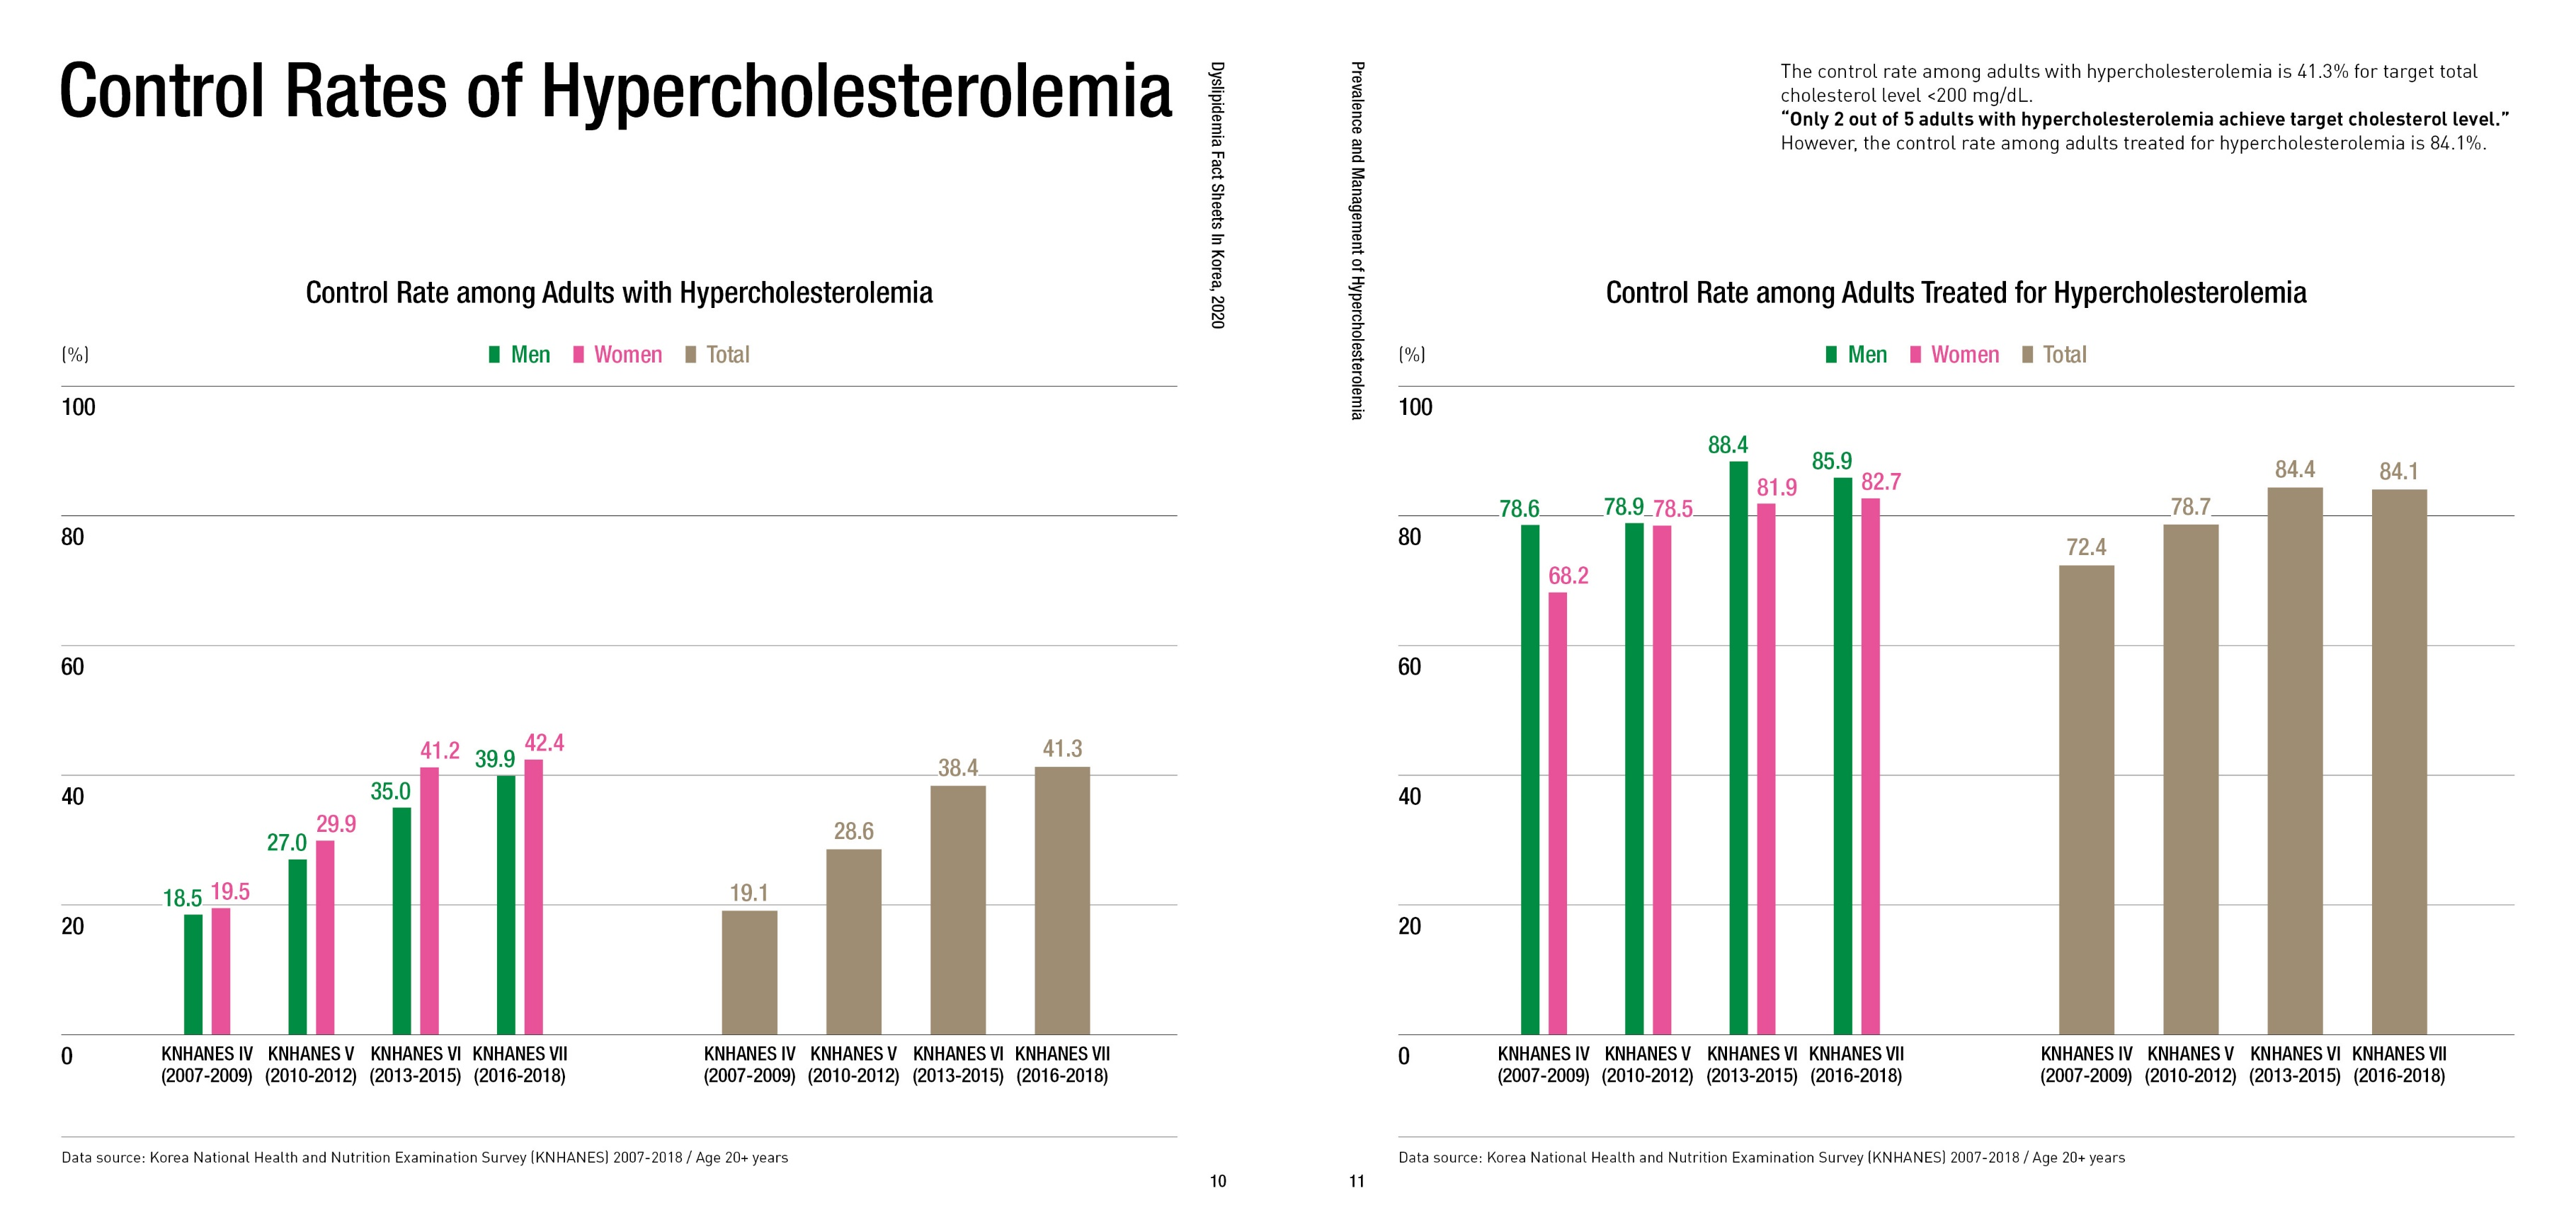 Control Rates of Hypercholesterolemia
Dyslipidemia Fact Sheets In Korea, 2020
Control Rate among Adults with Hypercholesterolemia
(%)
Men Women Total
100
80
60
40
20
0
18.5 19.5
27.0 29.9
35.0 41.2
39.9 42.4
19.1
28.6
38.4
41.3
KNHANES IV KNHANES V KNHANES VI KNHANES VII
(2007-2009) (2010-2012) (2013-2015) (2016-2018)
KNHANES IV KNHANES V KNHANES VI KNHANES VII
(2007-2009) (2010-2012) (2013-2015) (2016-2018)
Data source: Korea National Health and Nutrition Examination Survey (KNHANES) 2007-2018 / Age 20+ years
10
Prevalence and Management of Hypercholesterolemia
The control rate among adults with hypercholesterolemia is 41.3% for target total
cholesterol level <200 mg/dL.
“Only 2 out of 5 adults with hypercholesterolemia achieve target cholesterol level.”
However, the control rate among adults treated for hypercholesterolemia is 84.1%.
Control Rate among Adults Treated for Hypercholesterolemia
(%)
Men Women Total
100
80
60
40
20
0
78.6 68.2
78.9 78.5
88.4 81.9
85.9 82.7
72.4
78.7
84.4
84.1
KNHANES IV KNHANES V KNHANES VI KNHANES VII
(2007-2009) (2010-2012) (2013-2015) (2016-2018)
KNHANES IV KNHANES V KNHANES VI KNHANES VII
(2007-2009) (2010-2012) (2013-2015) (2016-2018)
Data source: Korea National Health and Nutrition Examination Survey (KNHANES) 2007-2018 / Age 20+ years
11